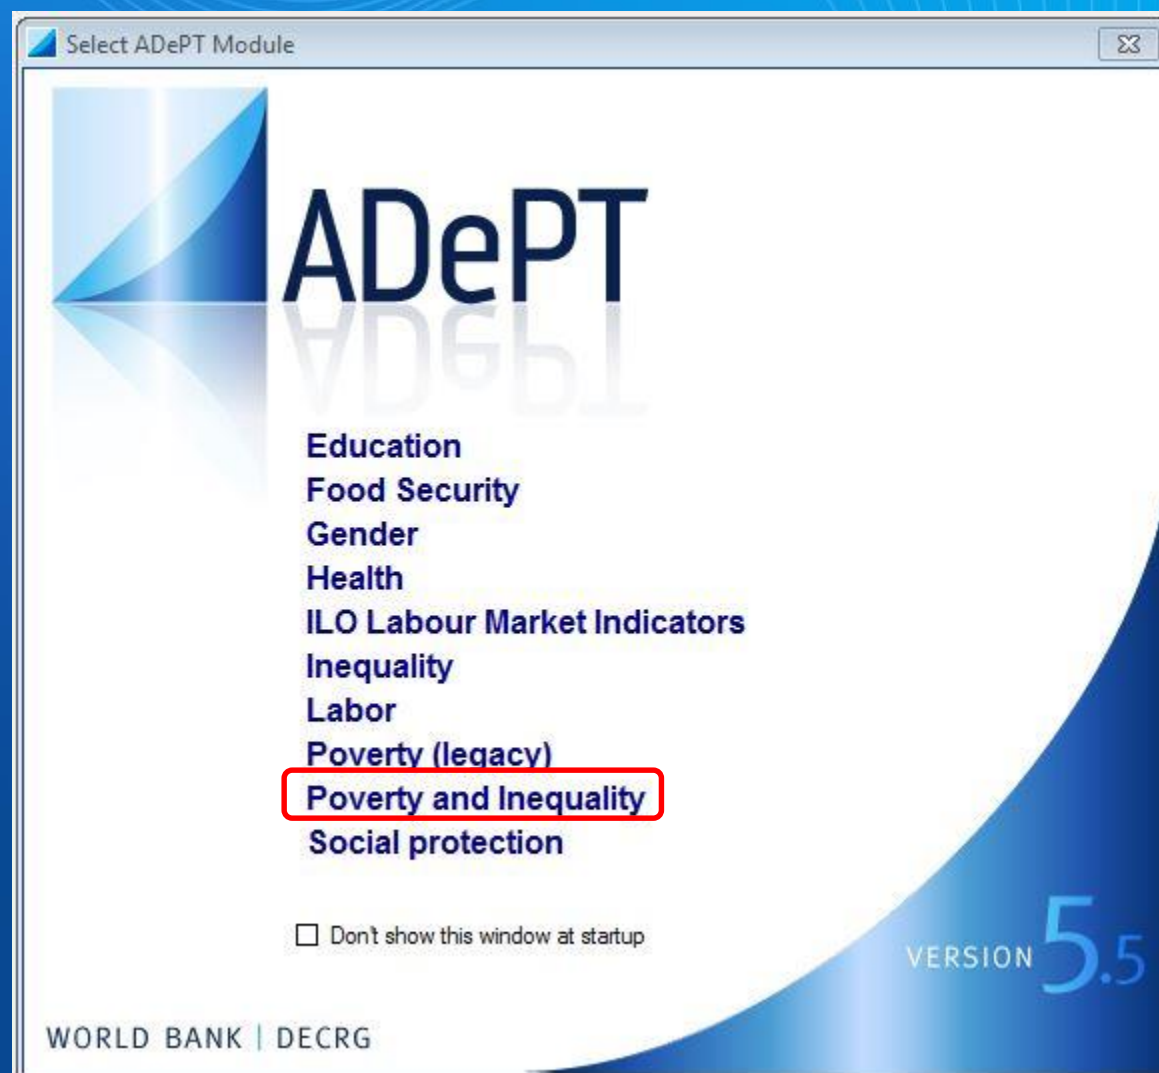 Select ADePT Module
ADePT
Education
Food Security
Gender
Health
ILO Labour Market Indicators
Inequality
Labor
Poverty (legacy)
Poverty and Inequality
Social protection
Don't show this window at startup
VERSION 5.5
WORLD BANK | DECRG